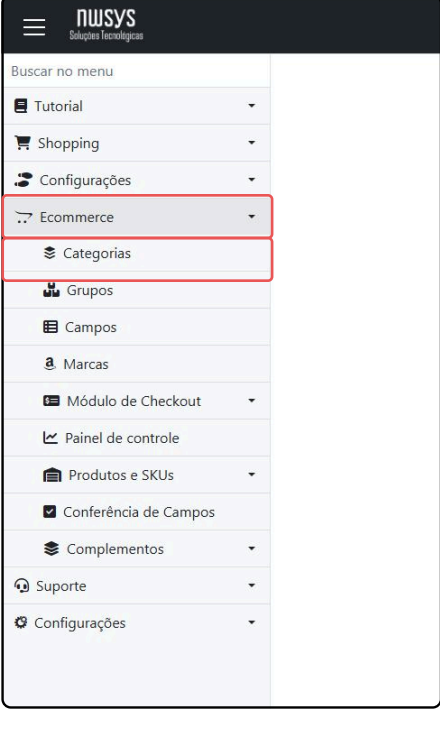 nwsys
Soluções Tecnológicas
Buscar no menu
Tutorial
Shopping
Configurações
Ecommerce
Categorias
Grupos
Campos
Marcas
Módulo de Checkout
Painel de controle
Produtos e SKUs
Conferência de Campos
Complementos
Suporte
Configurações